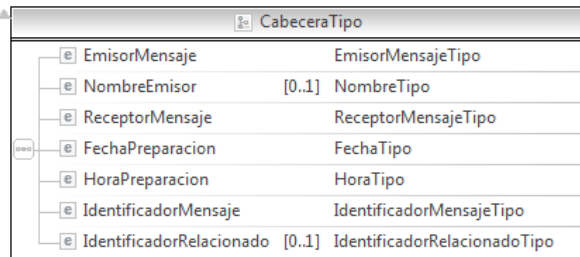 CabeceraTipo
e EmisorMensaje EmisorMensajeTipo
e NombreEmisor [0..1] NombreTipo
e ReceptorMensaje ReceptorMensajeTipo
e FechaPreparacion FechaTipo
e HoraPreparacion HoraTipo
e IdentificadorMensaje IdentificadorMensajeTipo
e IdentificadorRelacionado [0..1] IdentificadorRelacionadoTipo